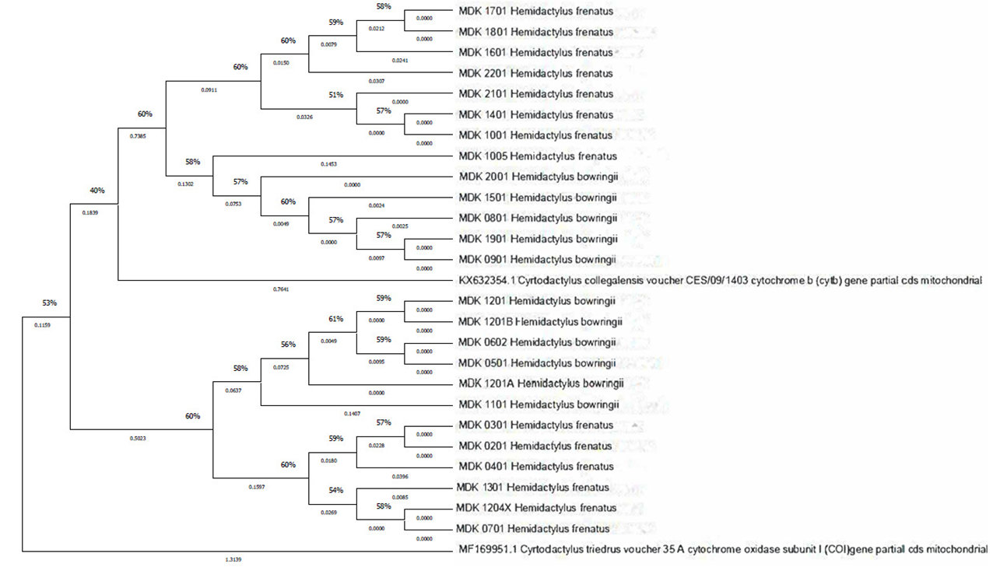 58%
MDK 1701 Hemidactylus frenatus
0.0000
59%
0.0212
MDK 1801 Hemidactylus frenatus
0.0000
60%
0.0079
MDK 1601 Hemidactylus frenatus
0.0241
60%
0.0150
MDK 2201 Hemidactylus frenatus
0.0307
0.0911
51%
MDK 2101 Hemidactylus frenatus
0.0000
60%
0.0326
57%
MDK 1401 Hemidactylus frenatus
0.0000
0.0000
MDK 1001 Hemidactylus frenatus
0.0000
0.7385
58%
MDK 1005 Hemidactylus frenatus
0.1453
0.1302
57%
MDK 2001 Hemidactylus bowringii
0.0000
40%
0.0753
60%
MDK 1501 Hemidactylus bowringii
0.0024
0.1839
0.0049
57%
MDK 0801 Hemidactylus bowringii
0.0025
0.0000
57%
MDK 1901 Hemidactylus bowringii
0.0000
0.0097
MDK 0901 Hemidactylus bowringii
0.0000
KX632354.1 Cyrtodactylus collegalensis voucher CES/09/1403 cytochrome b (cytb) gene partial cds mitochondrial
0.7641
53%
59%
MDK 1201 Hemidactylus bowringii
0.0000
0.1159
61%
0.0000
MDK 1201B Hemidactylus bowringii
0.0000
56%
0.0049
59%
MDK 0602 Hemidactylus bowringii
0.0000
58%
0.0725
0.0095
MDK 0501 Hemidactylus bowringii
0.0000
0.0637
MDK 1201A Hemidactylus bowringii
0.0000
MDK 1101 Hemidactylus bowringii
0.1407
60%
57%
MDK 0301 Hemidactylus frenatus
0.0000
0.5023
59%
0.0228
MDK 0201 Hemidactylus frenatus
0.0000
60%
0.0180
MDK 0401 Hemidactylus frenatus
0.0396
0.1597
54%
MDK 1301 Hemidactylus frenatus
0.0085
0.0269
58%
MDK 1204X Hemidactylus frenatus
0.0000
0.0000
MDK 0701 Hemidactylus frenatus
0.0000
MF169951.1 Cyrtodactylus triedrus voucher 35 A cytochrome oxidase subunit I (COI)gene partial cds mitochondrial
1.3139